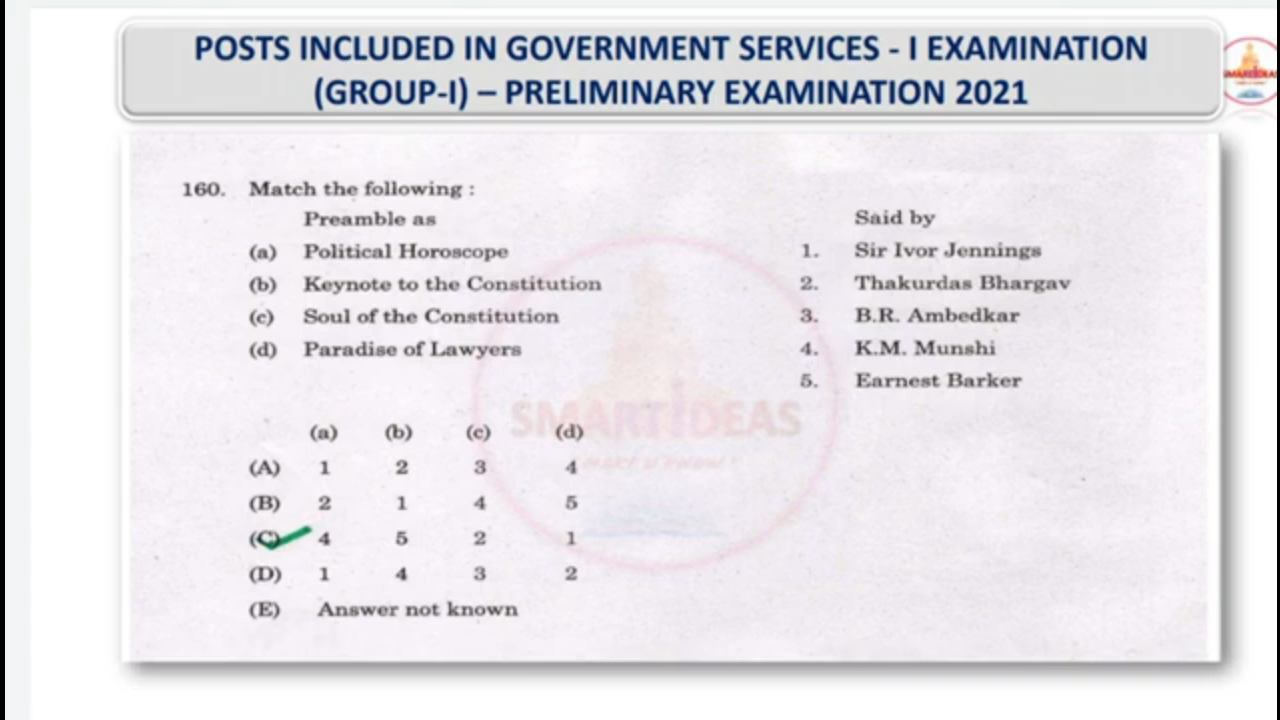 POSTS INCLUDED IN GOVERNMENT SERVICES - I EXAMINATION
(GROUP-I) – PRELIMINARY EXAMINATION 2021
SMARTIDEAS
160. Match the following :
Preamble as Said by
(a) Political Horoscope 1. Sir Ivor Jennings
(b) Keynote to the Constitution 2. Thakurdas Bhargav
(c) Soul of the Constitution 3. B.R. Ambedkar
(d) Paradise of Lawyers 4. K.M. Munshi
5. Earnest Barker
SMARTIDEAS
(a) (b) (c) (d)
(A) 1 2 3 4
(B) 2 1 4 5
(C) 4 5 2 1
(D) 1 4 3 2
(E) Answer not known